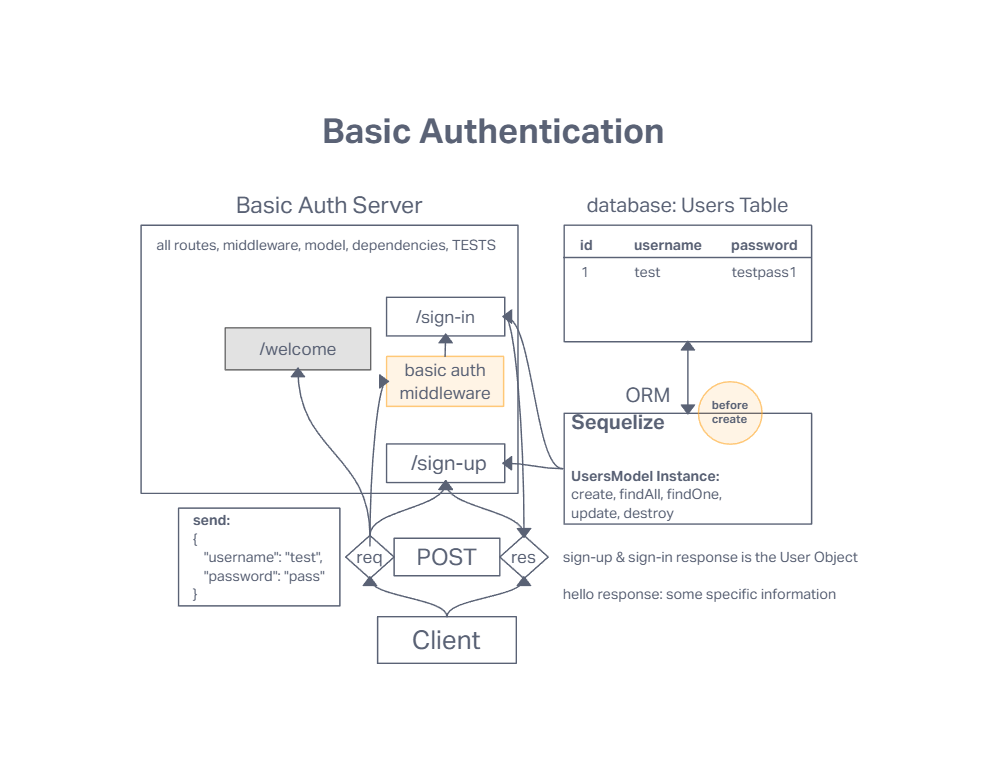 Basic Authentication
Basic Auth Server
all routes, middleware, model, dependencies, TESTS
/sign-in
/welcome
basic auth
middleware
/sign-up
database: Users Table
id username password
1 test testpass1
ORM
before
create
Sequelize
UsersModel Instance:
create, findAll, findOne,
update, destroy
send:
{
"username": "test",
"password": "pass"
}
req
POST
res
sign-up & sign-in response is the User Object
hello response: some specific information
Client